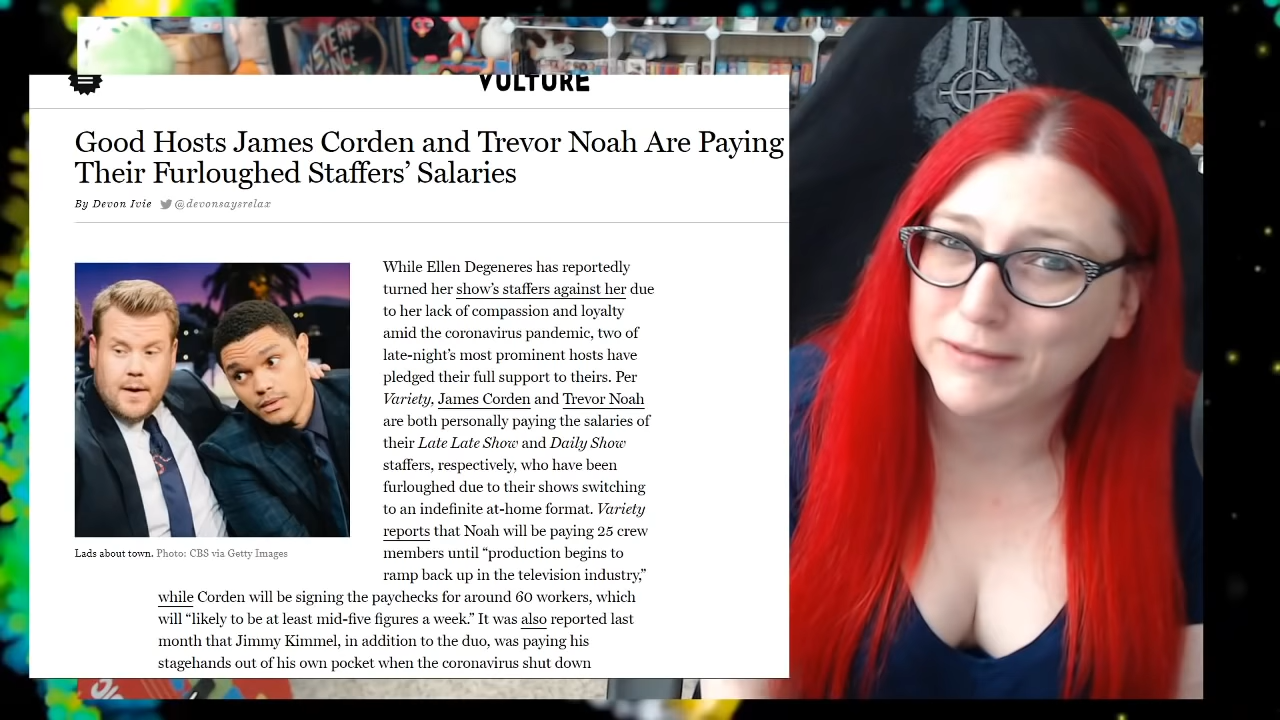 VULTURE
Good Hosts James Corden and Trevor Noah Are Paying
Their Furloughed Staffers’ Salaries
By Devon Ivie @devonsaysrelax
While Ellen Degeneres has reportedly
turned her show’s staffers against her due
to her lack of compassion and loyalty
amid the coronavirus pandemic, two of
late-night’s most prominent hosts have
pledged their full support to theirs. Per
Variety, James Corden and Trevor Noah
are both personally paying the salaries of
their Late Late Show and Daily Show
staffers, respectively, who have been
furloughed due to their shows switching
to an indefinite at-home format. Variety
reports that Noah will be paying 25 crew
members until “production begins to
ramp back up in the television industry,”
while Corden will be signing the paychecks for around 60 workers, which
will “likely to be at least mid-five figures a week.” It was also reported last
month that Jimmy Kimmel, in addition to the duo, was paying his
stagehands out of his own pocket when the coronavirus shut down
Lads about town. Photo: CBS via Getty Images